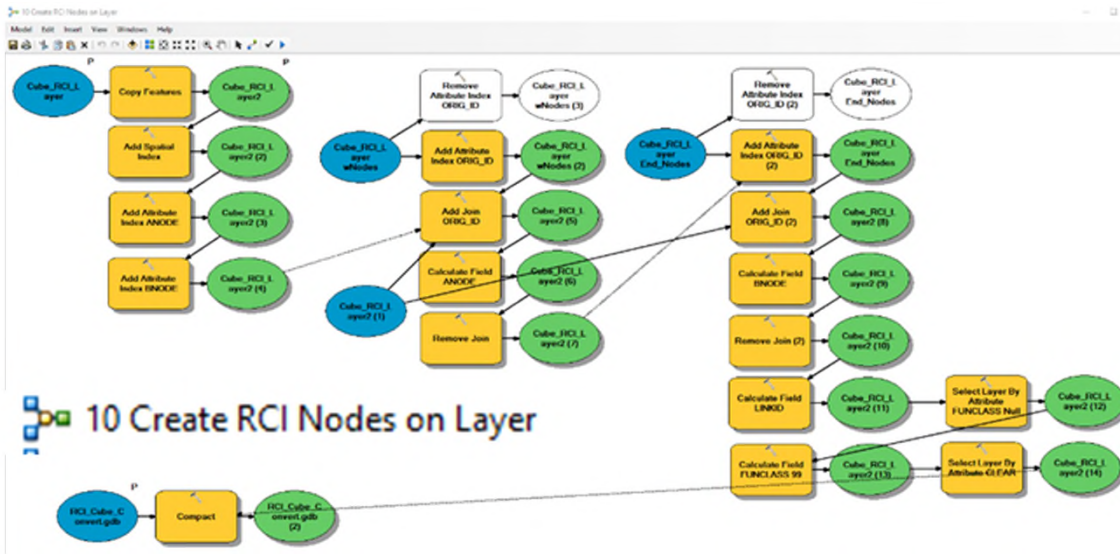 10 Create RCI Nodes on Layer
Model Edit Insert View Windows Help
P
P
Cube_RCI_L
ayer
Copy Features
Cube_RCI_L
ayer2
Add Spatial
Index
Cube_RCI_L
ayer2 (2)
Add Attribute
Index ANODE
Cube_RCI_L
ayer2 (3)
Add Attribute
Index BNODE
Cube_RCI_L
ayer2 (4)
Remove
Attribute Index
ORIG_ID
Cube_RCI_L
ayer
wNodes (3)
Cube_RCI_L
ayer
wNodes
Add Attribute
Index ORIG_ID
Cube_RCI_L
ayer
wNodes (2)
Add Join
ORIG_ID
Cube_RCI_L
ayer2 (5)
Calculate Field
ANODE
Cube_RCI_L
ayer2 (6)
Cube_RCI_L
ayer2 (1)
Remove Join
Cube_RCI_L
ayer2 (7)
Remove
Attribute Index
ORIG_ID (2)
Cube_RCI_L
ayer
End_Nodes
Cube_RCI_L
ayer
End_Nodes
Add Attribute
Index ORIG_ID
(2)
Cube_RCI_L
ayer
End_Nodes
Add Join
ORIG_ID (2)
Cube_RCI_L
ayer2 (8)
Calculate Field
BNODE
Cube_RCI_L
ayer2 (9)
Remove Join (2)
Cube_RCI_L
ayer2 (10)
Calculate Field
LINKID
Cube_RCI_L
ayer2 (11)
Select Layer By
Attribute
FUNCLASS Null
Cube_RCI_L
ayer2 (12)
Calculate Field
FUNCLASS 99
Cube_RCI_L
ayer2 (13)
Select Layer By
Attribute CLEAR
Cube_RCI_L
ayer2 (14)
10 Create RCI Nodes on Layer
P
RCI_Cube_C
onvert.gdb
Compact
RCI_Cube_C
onvert.gdb
(2)